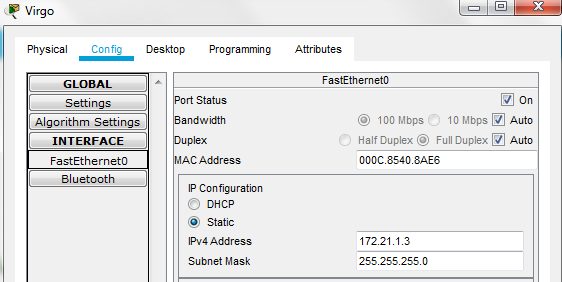 Virgo
Physical Config Desktop Programming Attributes
GLOBAL
Settings
Algorithm Settings
INTERFACE
FastEthernet0
Bluetooth
FastEthernet0
Port Status On
Bandwidth 100 Mbps 10 Mbps Auto
Duplex Half Duplex Full Duplex Auto
MAC Address 000C.8540.8AE6
IP Configuration
DHCP
Static
IPv4 Address 172.21.1.3
Subnet Mask 255.255.255.0